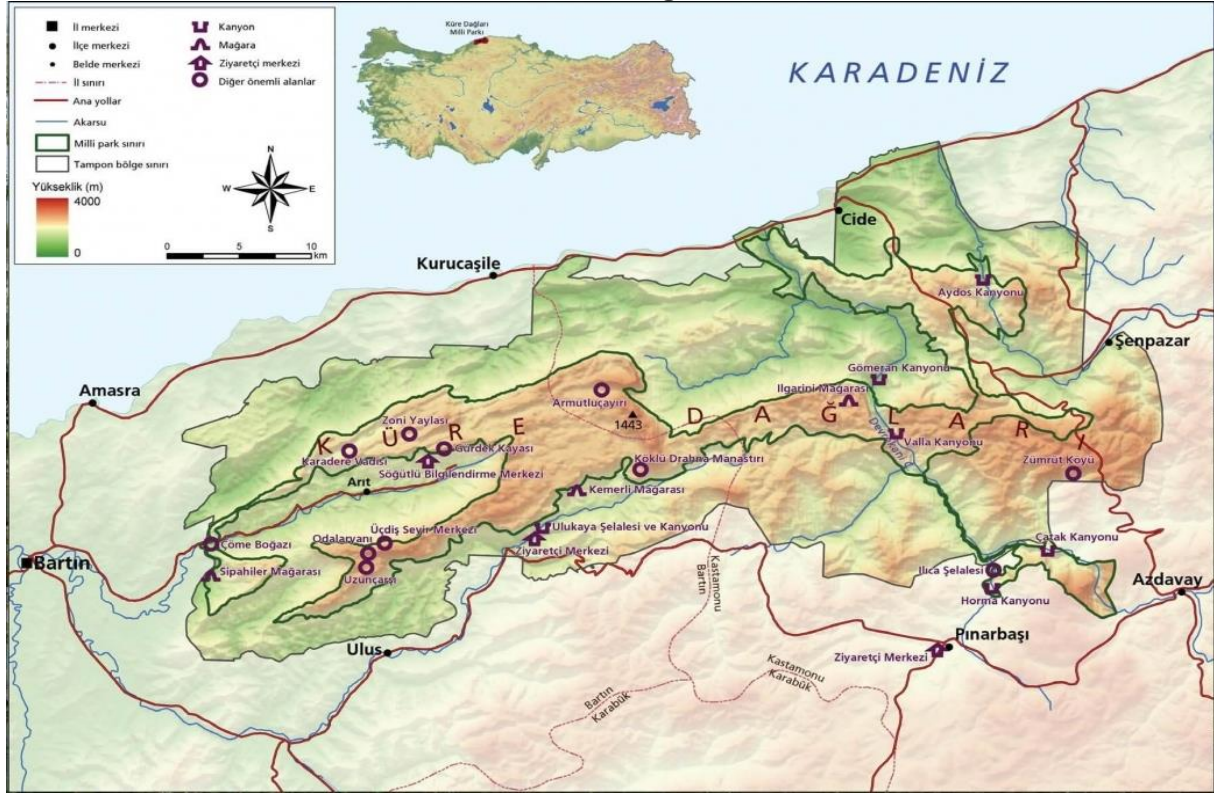 İl merkezi
İlçe merkezi
Belde merkezi
İl sınırı
Ana yollar
Akarsu
Milli park sınırı
Tampon bölge sınırı
Yükseklik (m)
4000
0
Kanyon
Mağara
Ziyaretçi merkezi
Diğer önemli alanlar
N
W
E
S
0
5
10
km
Küre Dağları
Milli Parkı
KARADENİZ
Cide
Kurucaşile
Aydos Kanyonu
Şenpazar
Amasra
Gömeran Kanyonu
Ilgarini Mağarası
Armutluçayırı
1443
KÜRE DAĞLARI
Zoni Yaylası
Gürdek Kayası
Karadere Vadisi
Söğütlü Bilgilendirme Merkezi
Valla Kanyonu
Devrekani Ç.
Köklü Drahna Manastırı
Zümrüt Köyü
Arıt
Kemerli Mağarası
Ulukaya Şelalesi ve Kanyonu
Ziyaretçi Merkezi
Üçdiş Seyir Merkezi
Odalaryanı
Uzunçarşı
Çöme Boğazı
Sipahiler Mağarası
Bartın
Çatak Kanyonu
Ilıca Şelalesi
Horma Kanyonu
Azdavay
Kastamonu
Bartın
Ulus
Pınarbaşı
Ziyaretçi Merkezi
Kastamonu
Karabük
Bartın
Karabük